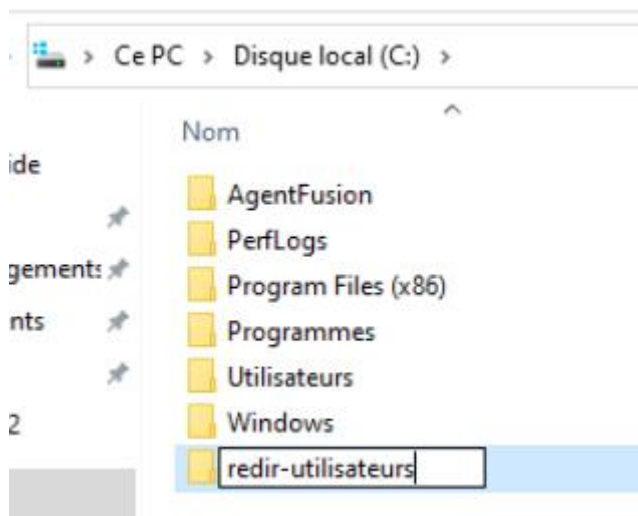 Ce PC > Disque local (C:) >
Nom
ide
AgentFusion
PerfLogs
gements
Program Files (x86)
nts
Programmes
Utilisateurs
2
Windows
redir-utilisateurs